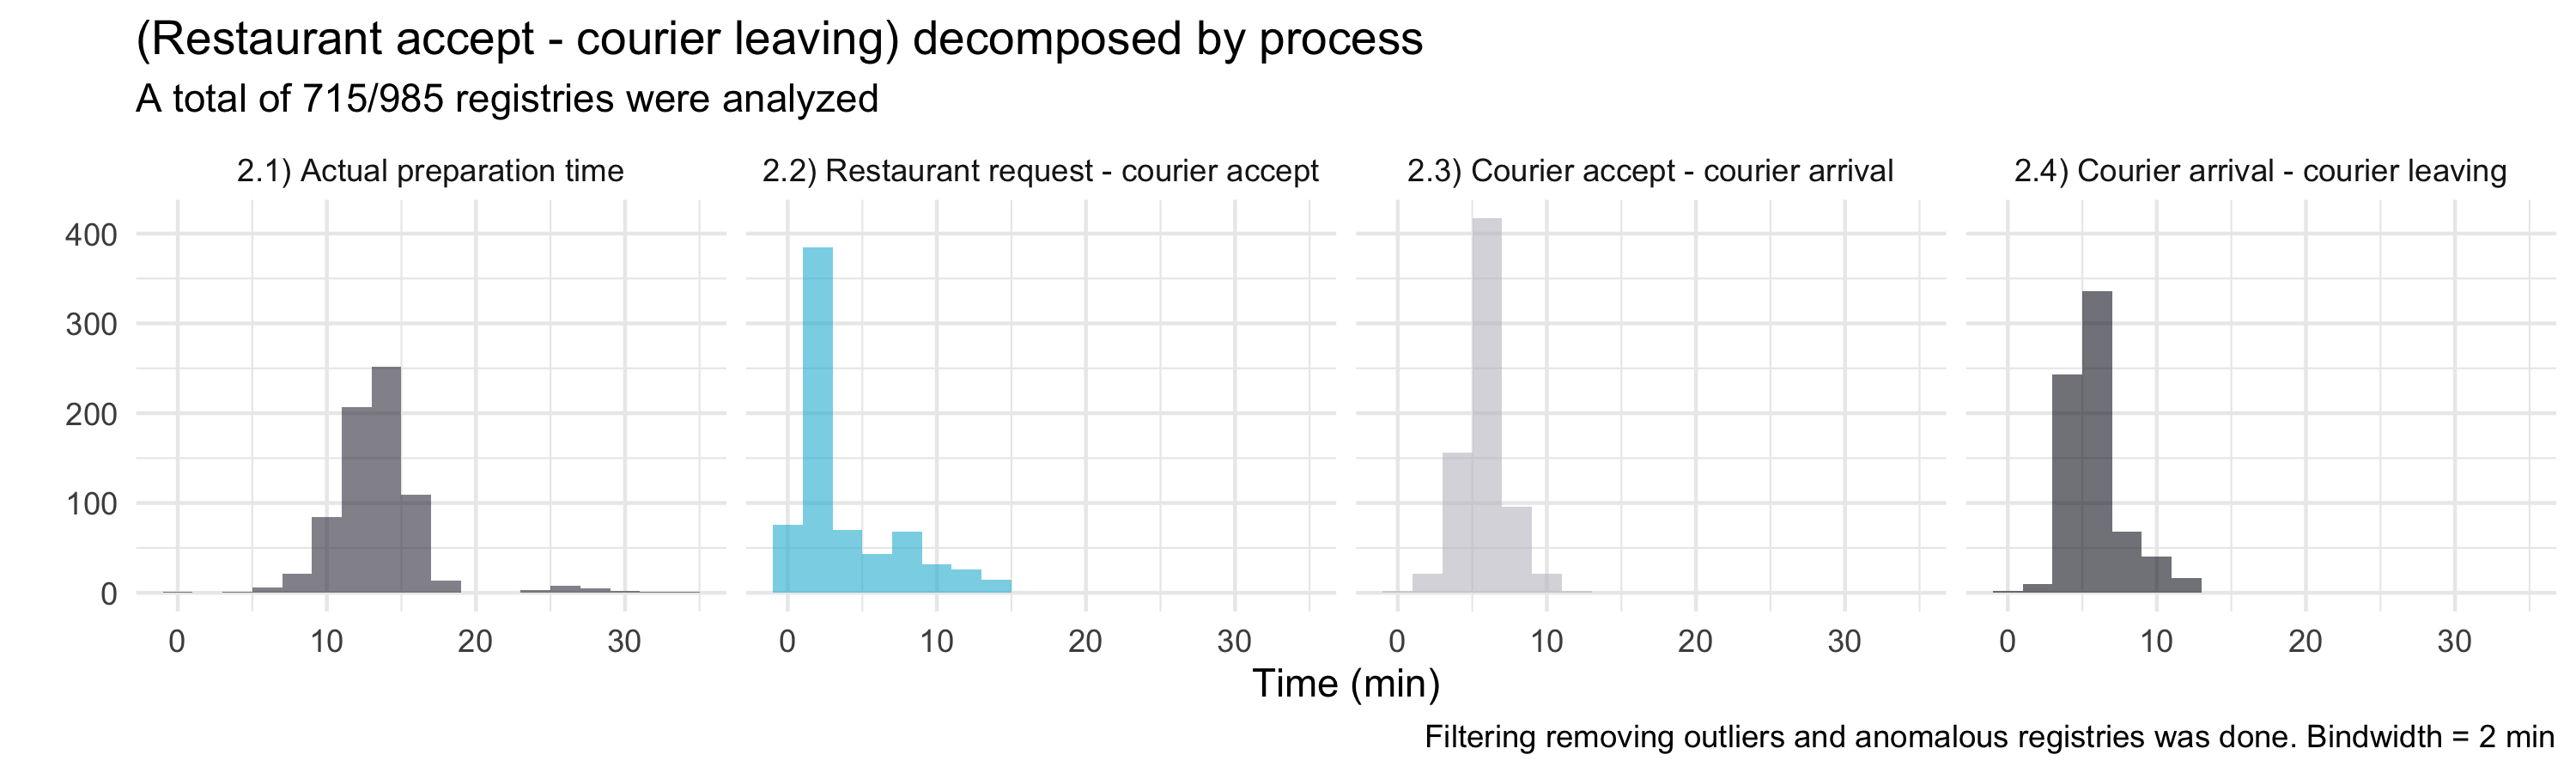 (Restaurant accept - courier leaving) decomposed by process
A total of 715/985 registries were analyzed
2.1) Actual preparation time
2.2) Restaurant request - courier accept
2.3) Courier accept - courier arrival
2.4) Courier arrival - courier leaving
400
300
200
100
0
0 10 20 30
0 10 20 30
0 10 20 30
0 10 20 30
Time (min)
Filtering removing outliers and anomalous registries was done. Bindwidth = 2 min